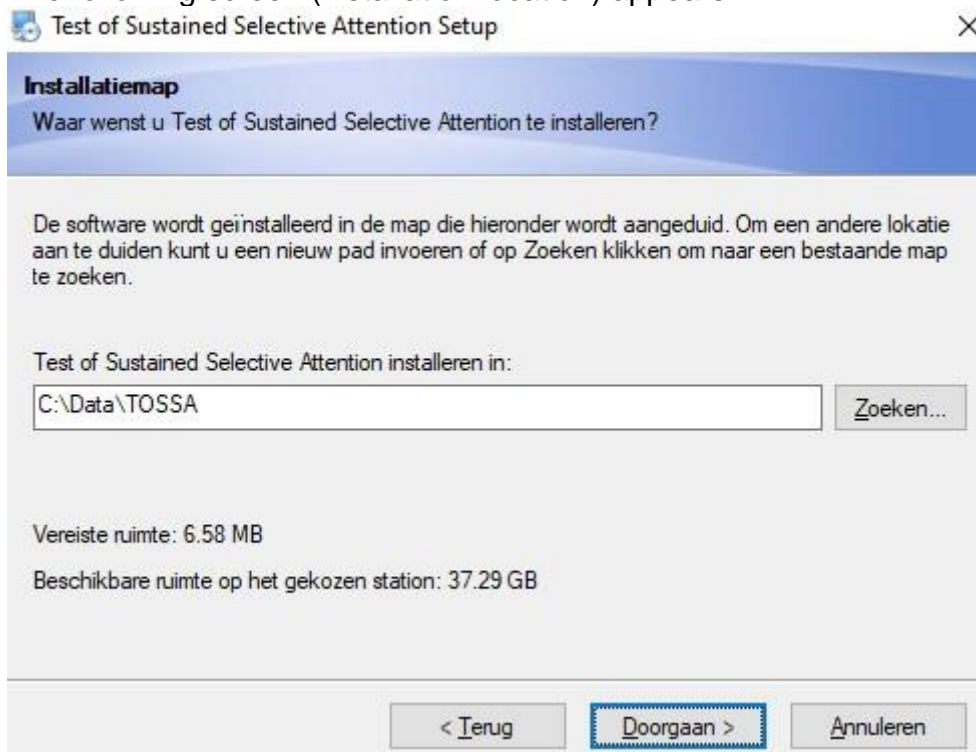 Test of Sustained Selective Attention Setup
Installatiemap
Waar wenst u Test of Sustained Selective Attention te installeren?
De software wordt geïnstalleerd in de map die hieronder wordt aangeduid. Om een andere lokatie
aan te duiden kunt u een nieuw pad invoeren of op Zoeken klikken om naar een bestaande map
te zoeken.
Test of Sustained Selective Attention installeren in:
C:\Data\TOSSA
Zoeken...
Vereiste ruimte: 6.58 MB
Beschikbare ruimte op het gekozen station: 37.29 GB
< Terug Doorgaan > Annuleren